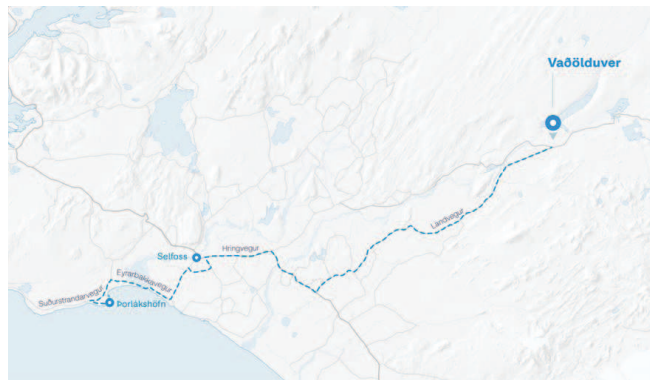 Vaðölduver
Landvegur
Hringvegur
Selfoss
Eyrarbakkavegur
Suðurstrandarvegur
Þorlákshöfn